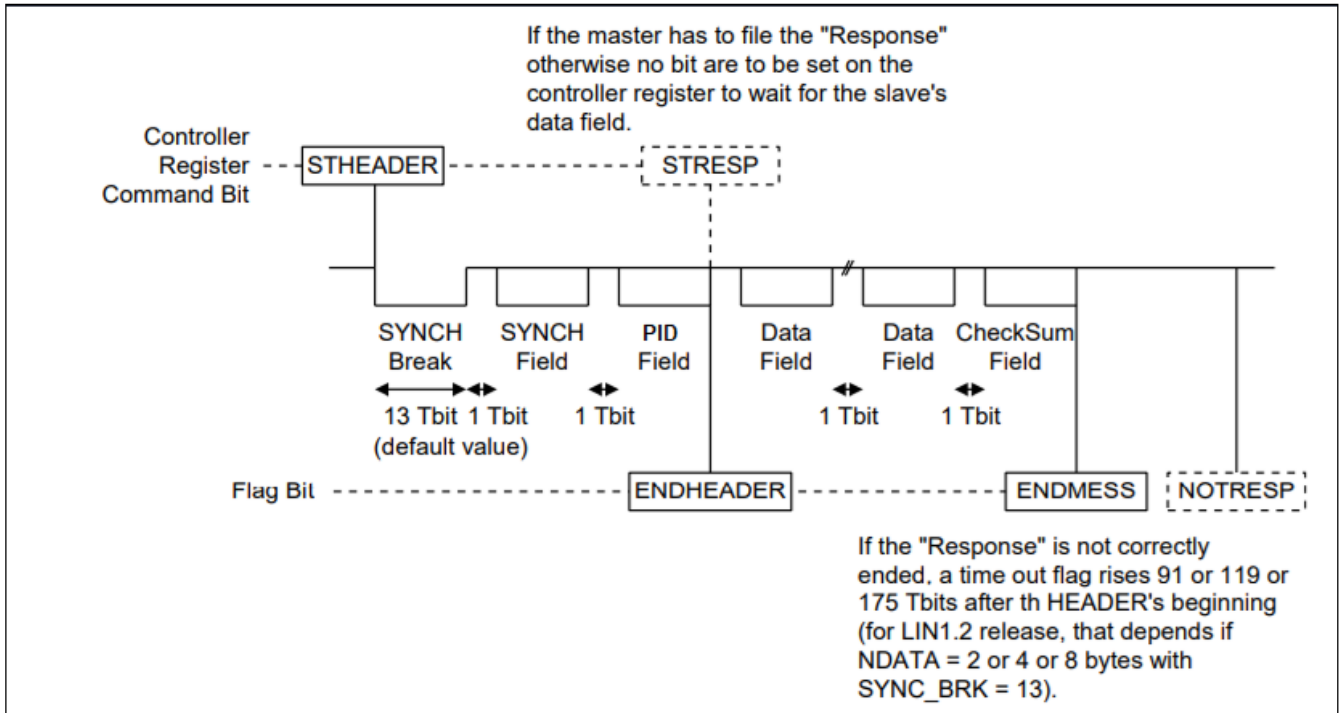 If the master has to file the "Response"
otherwise no bit are to be set on the
controller register to wait for the slave's
data field.
Controller
Register
Command Bit
STHEADER
STRESP
SYNCH
Break
SYNCH
Field
PID
Field
Data
Field
Data
Field
CheckSum
Field
13 Tbit
(default value)
1 Tbit
1 Tbit
1 Tbit
1 Tbit
Flag Bit
ENDHEADER
ENDMESS
NOTRESP
If the "Response" is not correctly
ended, a time out flag rises 91 or 119 or
175 Tbits after th HEADER's beginning
(for LIN1.2 release, that depends if
NDATA = 2 or 4 or 8 bytes with
SYNC_BRK = 13).